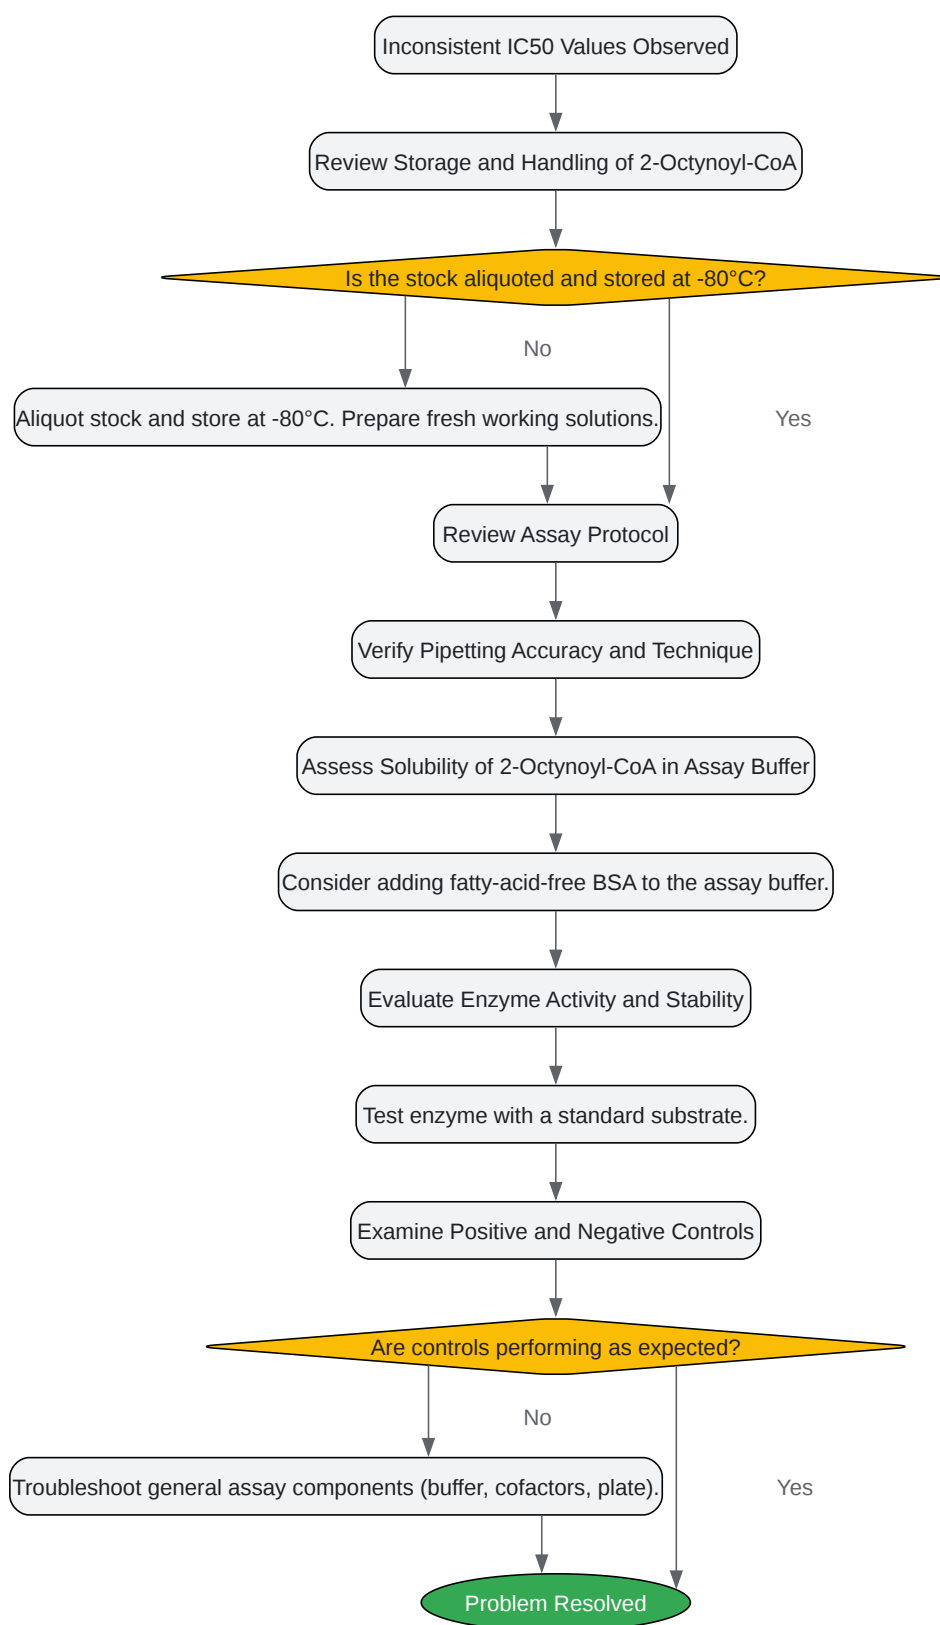 Inconsistent IC50 Values Observed
Review Storage and Handling of 2-Octynoyl-CoA
Is the stock aliquoted and stored at -80°C?
No
Aliquot stock and store at -80°C. Prepare fresh working solutions.
Yes
Review Assay Protocol
Verify Pipetting Accuracy and Technique
Assess Solubility of 2-Octynoyl-CoA in Assay Buffer
Consider adding fatty-acid-free BSA to the assay buffer.
Evaluate Enzyme Activity and Stability
Test enzyme with a standard substrate.
Examine Positive and Negative Controls
Are controls performing as expected?
No
Troubleshoot general assay components (buffer, cofactors, plate).
Yes
Problem Resolved